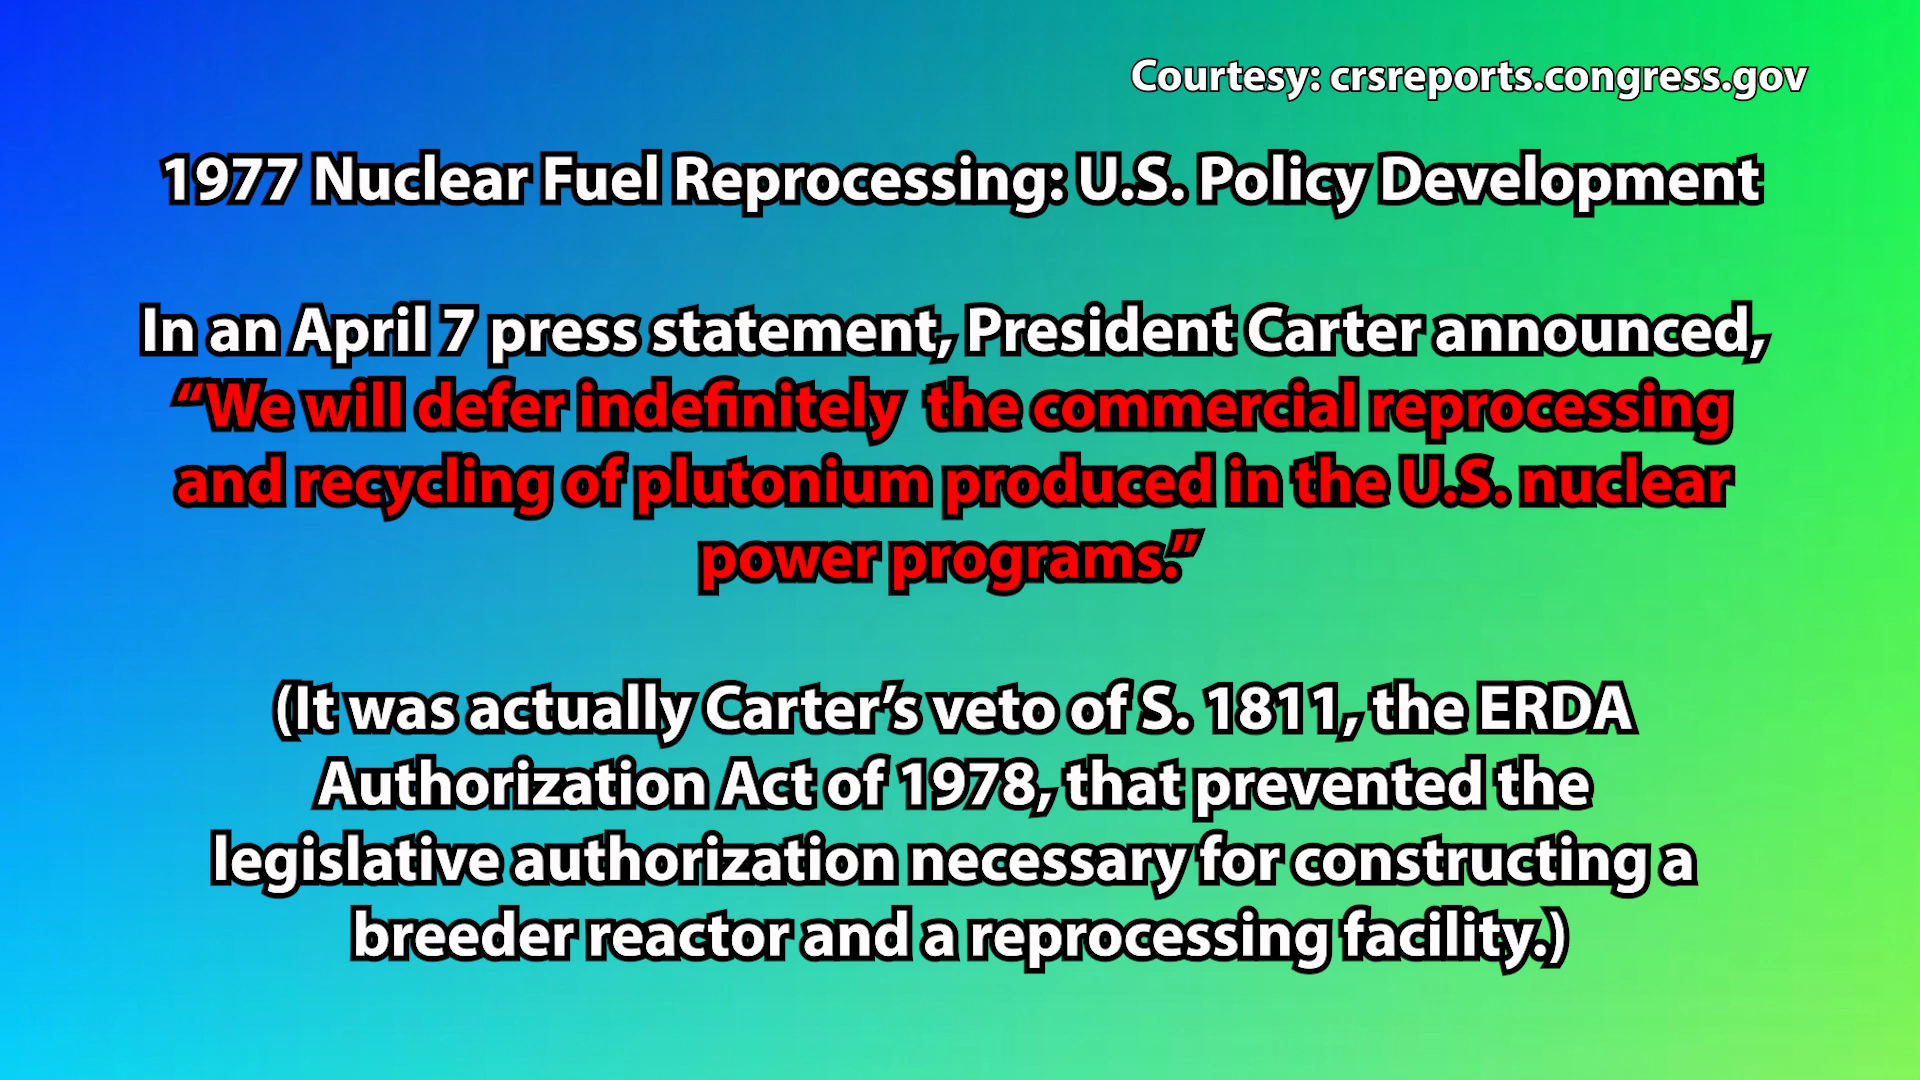 Courtesy: crsreports.congress.gov
1977 Nuclear Fuel Reprocessing: U.S. Policy Development
In an April 7 press statement, President Carter announced,
“We will defer indefinitely  the commercial reprocessing
and recycling of plutonium produced in the U.S. nuclear
power programs.”
(It was actually Carter’s veto of S. 1811, the ERDA
Authorization Act of 1978, that prevented the
legislative authorization necessary for constructing a
breeder reactor and a reprocessing facility.)